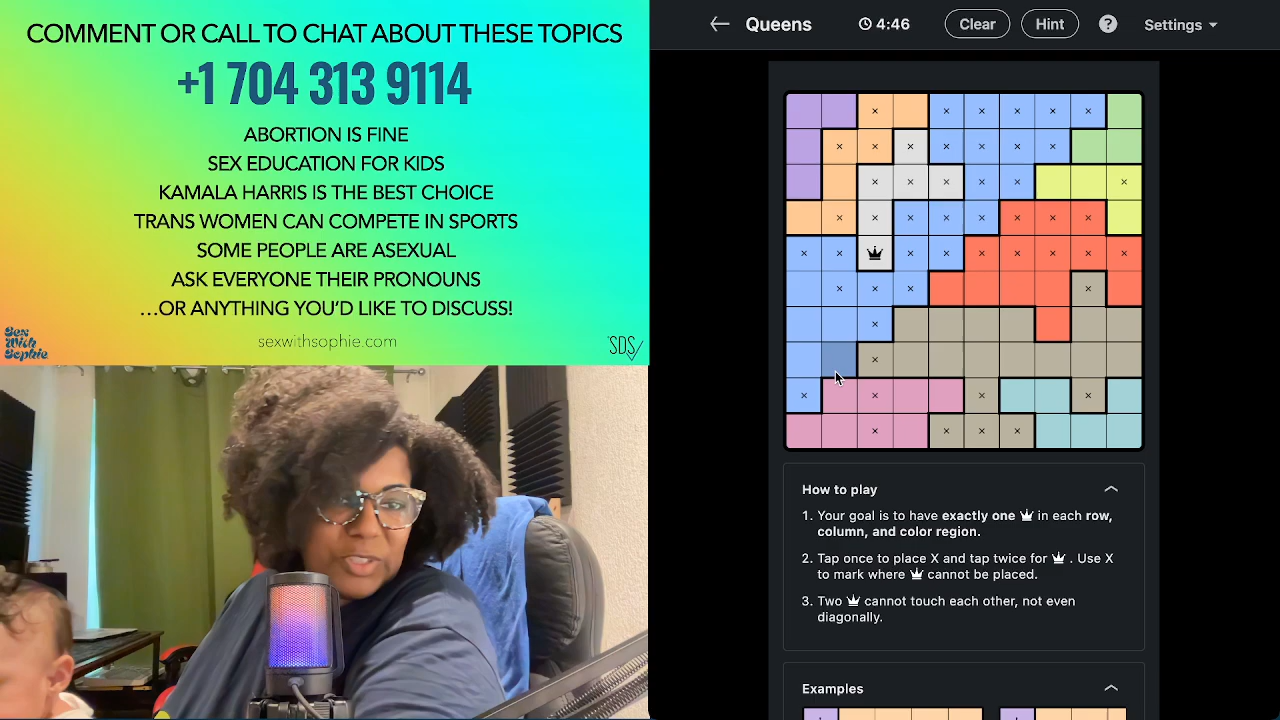 COMMENT OR CALL TO CHAT ABOUT THESE TOPICS
+1 704 313 9114
ABORTION IS FINE
SEX EDUCATION FOR KIDS
KAMALA HARRIS IS THE BEST CHOICE
TRANS WOMEN CAN COMPETE IN SPORTS
SOME PEOPLE ARE ASEXUAL
ASK EVERYONE THEIR PRONOUNS
...OR ANYTHING YOU'D LIKE TO DISCUSS!
sexwithsophie.com
Sex
With
Sophie
SDS
Queens
4:46
Clear
Hint
?
Settings
How to play
1. Your goal is to have exactly one in each row,
column, and color region.
2. Tap once to place X and tap twice for . Use X
to mark where cannot be placed.
3. Two cannot touch each other, not even
diagonally.
Examples